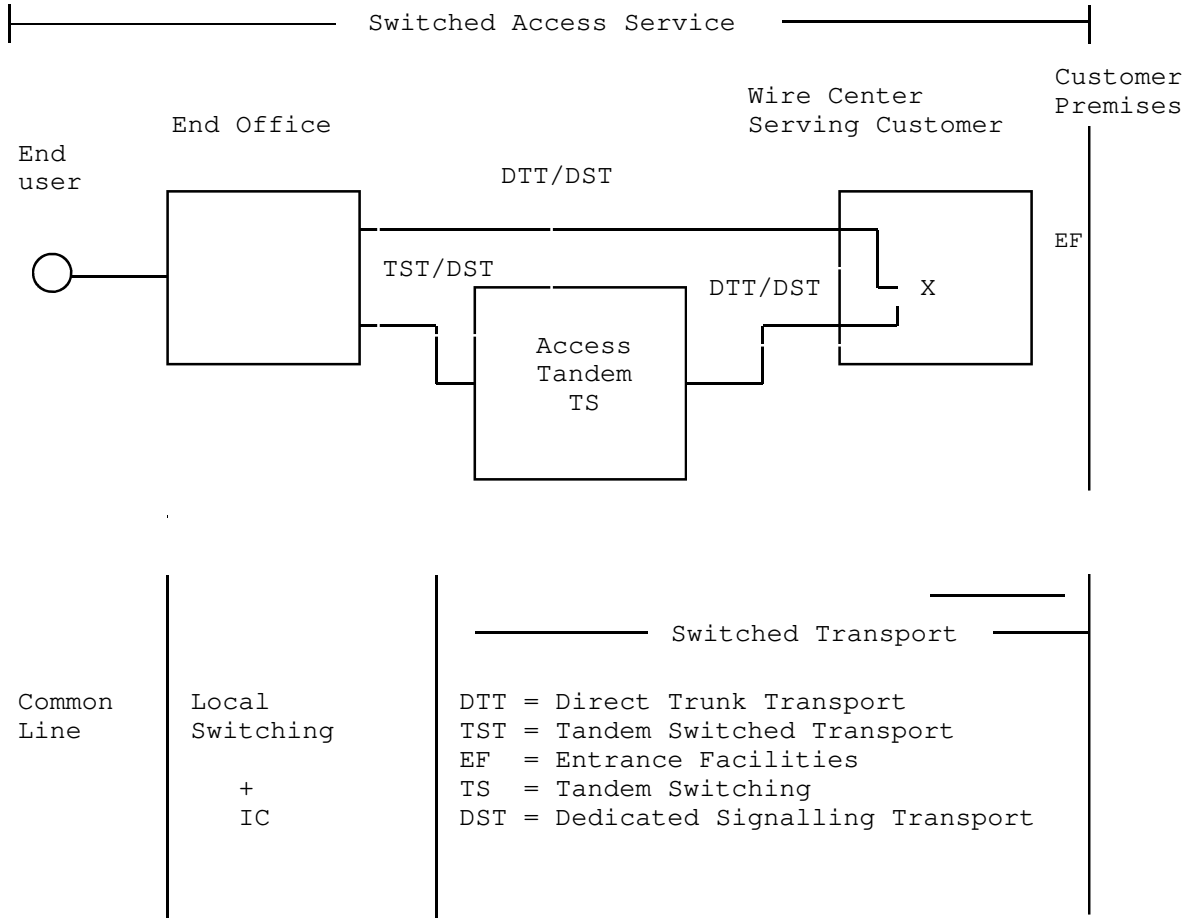 Switched Access Service
Customer
Premises
Wire Center
Serving Customer
End Office
End
user
DTT/DST
EF
TST/DST
DTT/DST
X
Access
Tandem
TS
Switched Transport
Common
Line
Local
Switching
+
IC
DTT = Direct Trunk Transport
TST = Tandem Switched Transport
EF = Entrance Facilities
TS = Tandem Switching
DST = Dedicated Signalling Transport